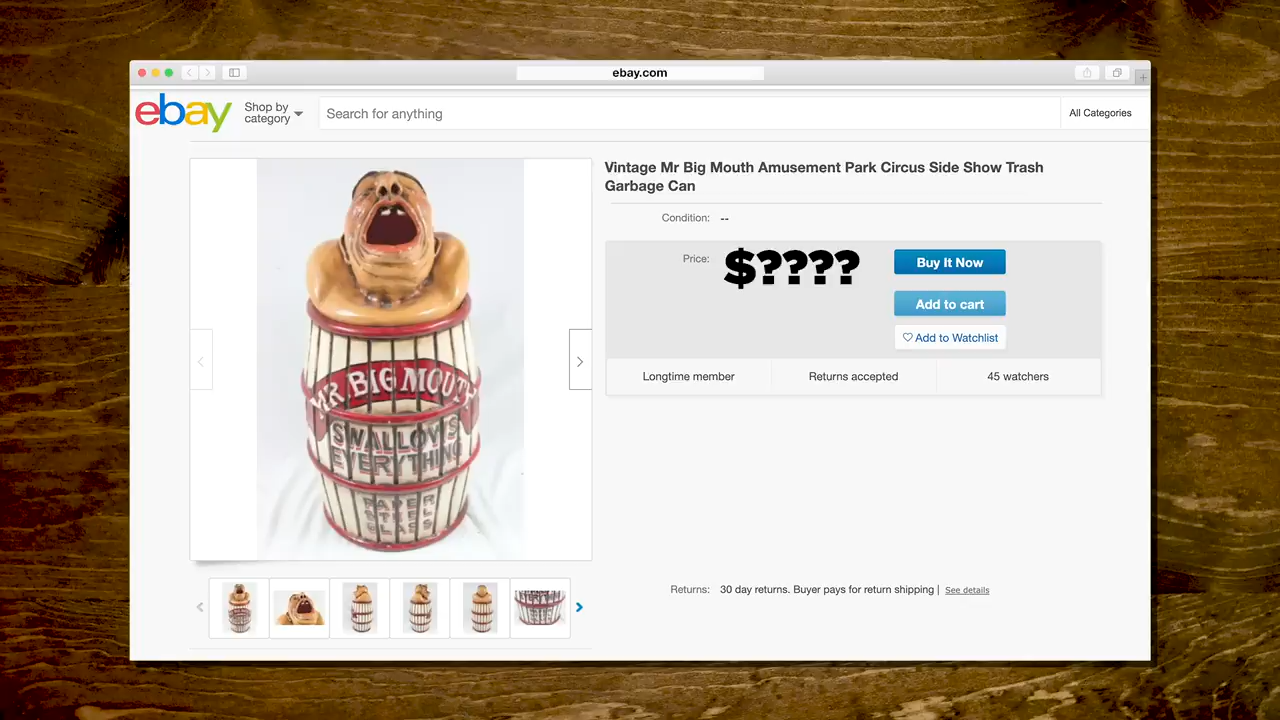 ebay.com
ebay
Shop by
category
Search for anything
All Categories
Vintage Mr Big Mouth Amusement Park Circus Side Show Trash
Garbage Can
Condition: --
Price: $????
Buy It Now
Add to cart
Add to Watchlist
Longtime member
Returns accepted
45 watchers
MR. BIG MOUTH
SWALLOWS
EVERYTHING
PAPER
STEEL
GLASS
Returns: 30 day returns. Buyer pays for return shipping | See details